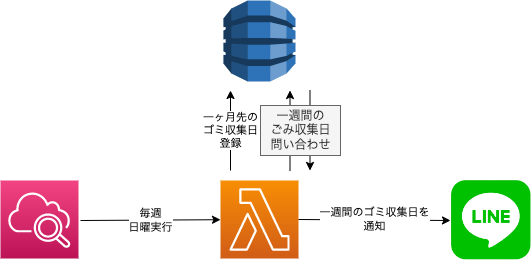 一ヶ月先の
ゴミ収集日
登録
一週間の
ごみ収集日
問い合わせ
毎週
日曜実行
一週間のゴミ収集日を
通知
LINE